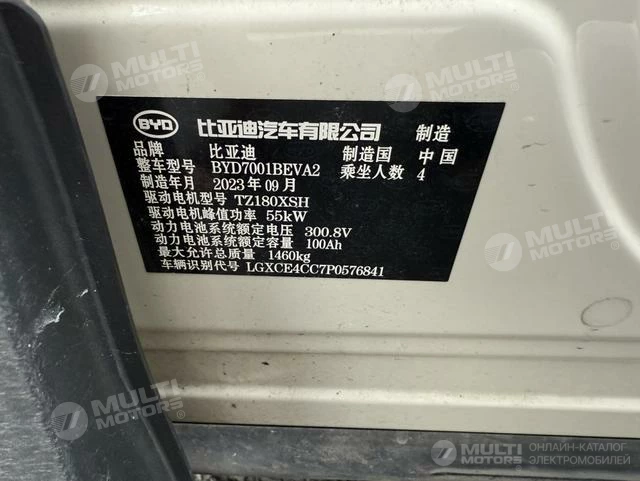 MULTI MOTORS®
MULTI MOTORS®
BYD 比亚迪汽车有限公司 制造
品牌 比亚迪 制造国 中国
整车型号 BYD7001BEVA2 乘坐人数 4
制造年月 2023年09月
驱动电机型号 TZ180XSH
驱动电机峰值功率 55kW
动力电池系统额定电压 300.8V
动力电池系统额定容量 100Ah
最大允许总质量 1460kg
车辆识别代号 LGXCE4CC7P0576841
MULTI MOTORS®
MULTI MOTORS®
MULTI MOTORS®
ОНЛАЙН-КАТАЛОГ
ЭЛЕКТРОМОБИЛЕЙ